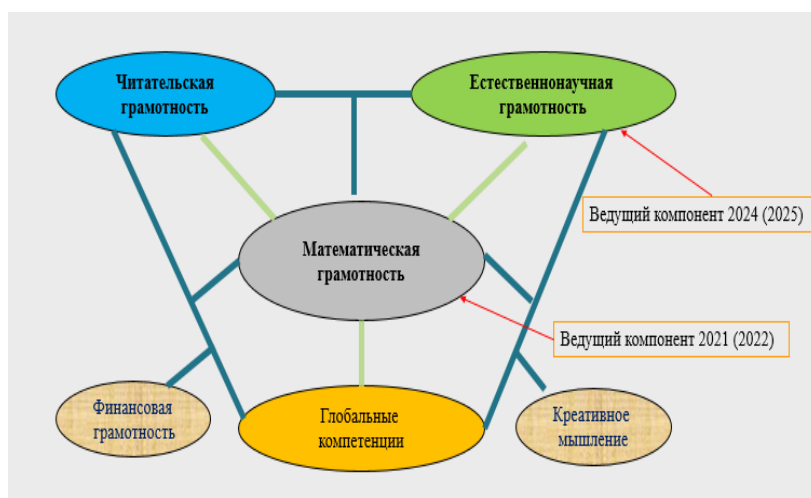 Читательская
грамотность
Естественнонаучная
грамотность
Ведущий компонент 2024 (2025)
Математическая
грамотность
Ведущий компонент 2021 (2022)
Финансовая
грамотность
Глобальные
компетенции
Креативное
мышление